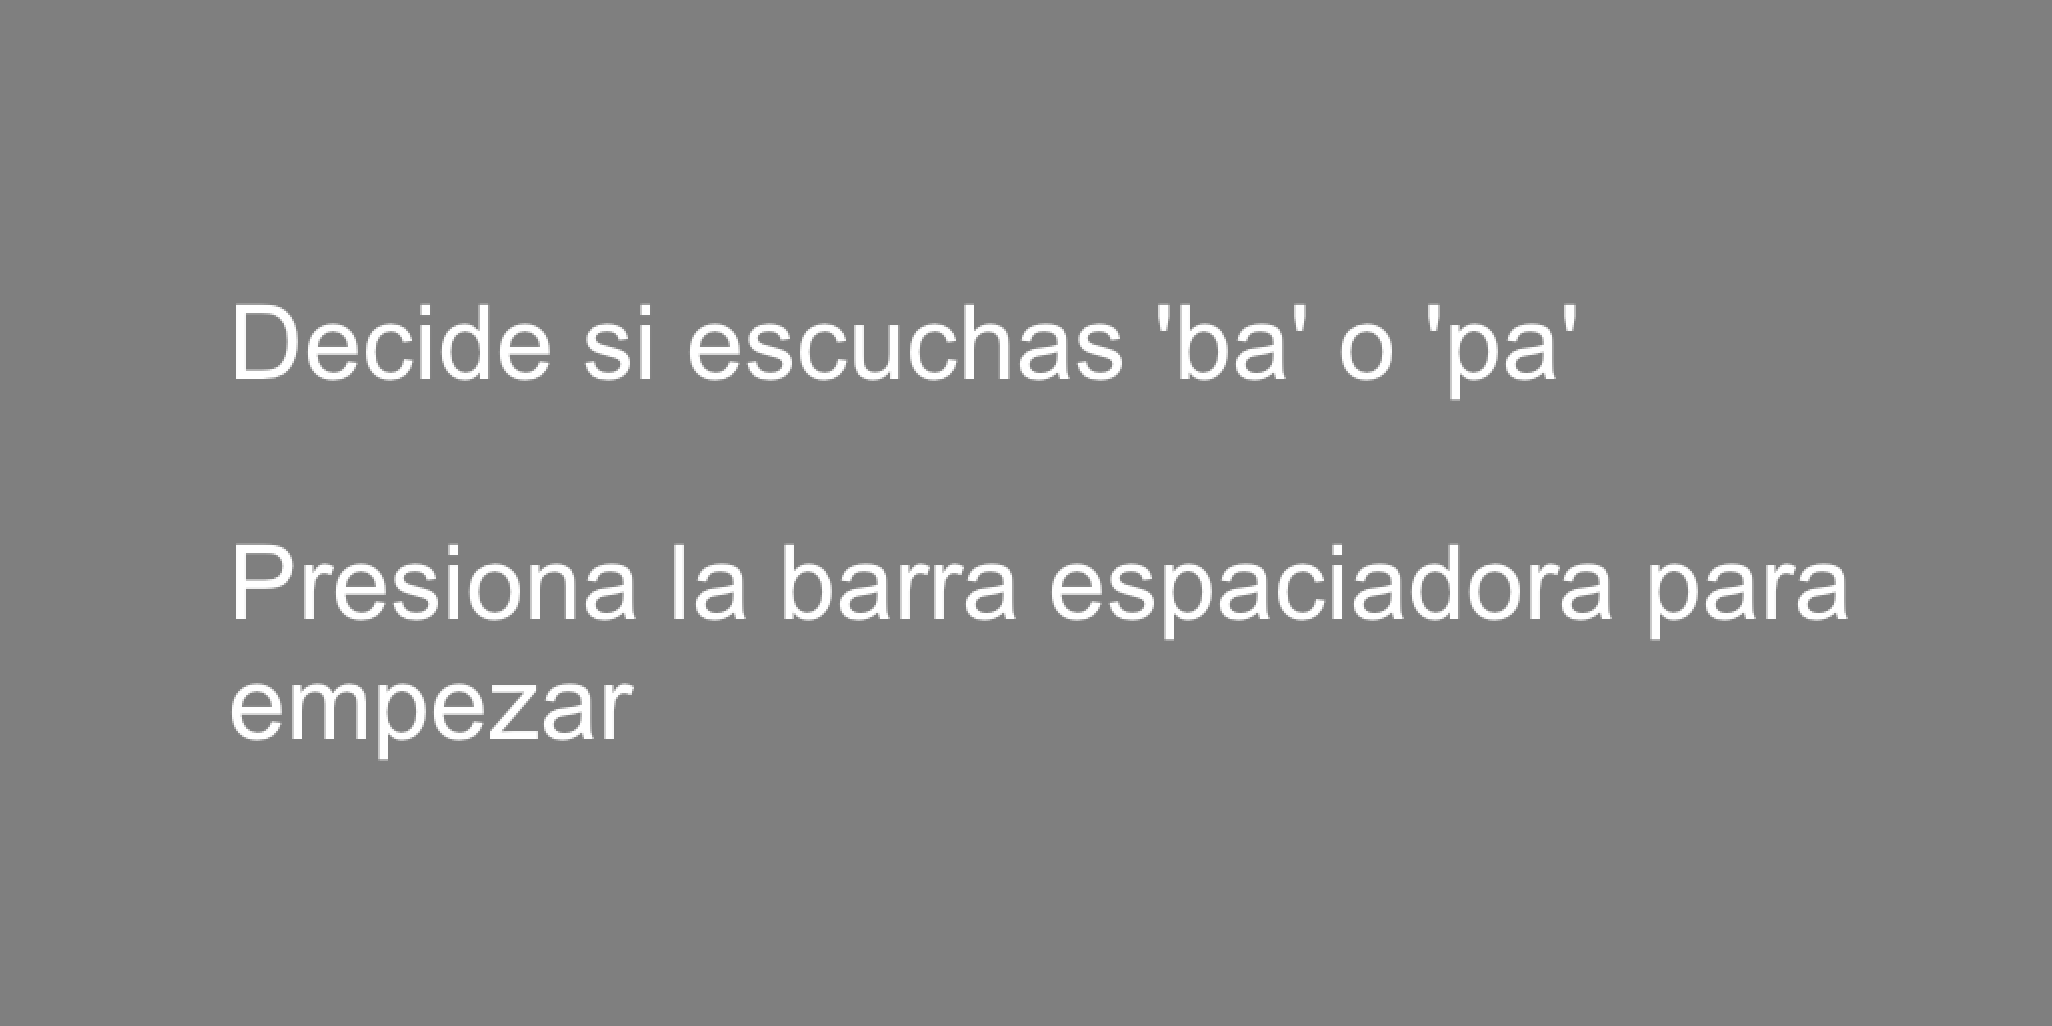 Decide si escuchas 'ba' o 'pa'
Presiona la barra espaciadora para
empezar